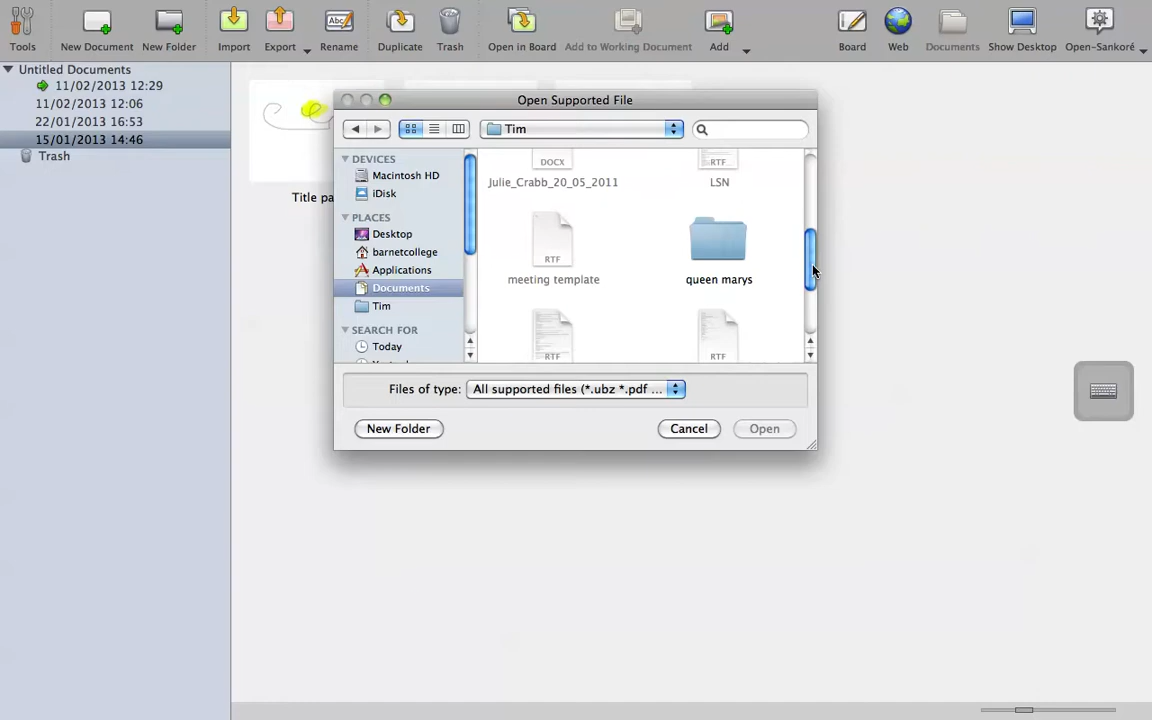 Tools
New Document
New Folder
Import
Export
Rename
Duplicate
Trash
Open in Board
Add to Working Document
Add
Board
Web
Documents
Show Desktop
Open-Sankoré
Abc
Untitled Documents
11/02/2013 12:29
11/02/2013 12:06
22/01/2013 16:53
15/01/2013 14:46
Trash
Title pa
Open Supported File
Tim
DEVICES
Macintosh HD
iDisk
PLACES
Desktop
barnetcollege
Applications
Documents
Tim
SEARCH FOR
Today
DOCX
RTF
Julie_Crabb_20_05_2011
LSN
RTF
meeting template
queen marys
RTF
RTF
Files of type:
All supported files (*.ubz *.pdf ...
New Folder
Cancel
Open